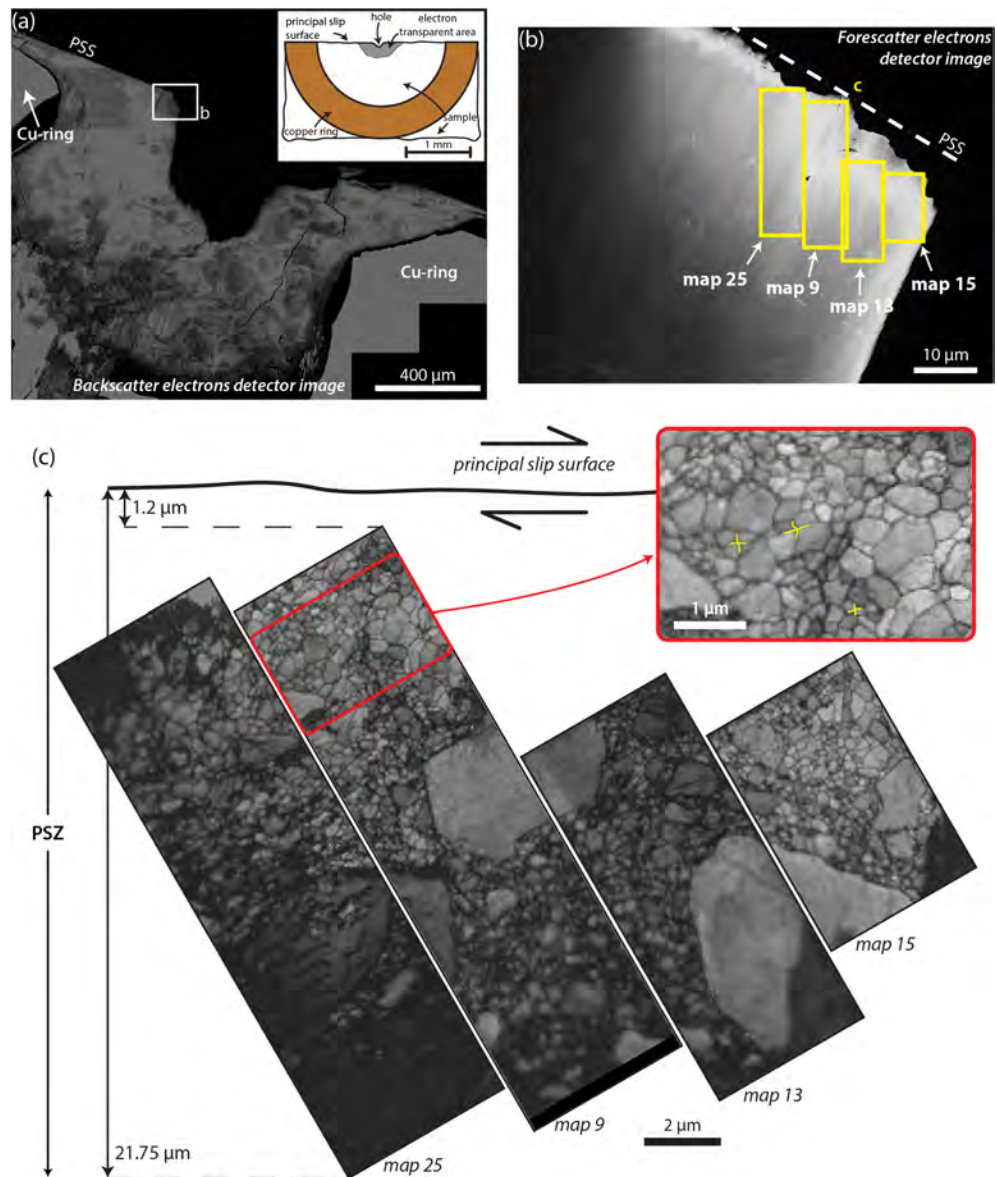 (a)
PSS
Cu-ring
b
principal slip
surface
hole
electron
transparent area
copper ring
sample
1 mm
Cu-ring
Backscatter electrons detector image
400 µm
(b)
Forescatter electrons
detector image
c
PSS
map 25
map 9
map 13
map 15
10 µm
(c)
principal slip surface
1.2 µm
1 µm
PSZ
map 15
map 13
map 9
2 µm
21.75 µm
map 25